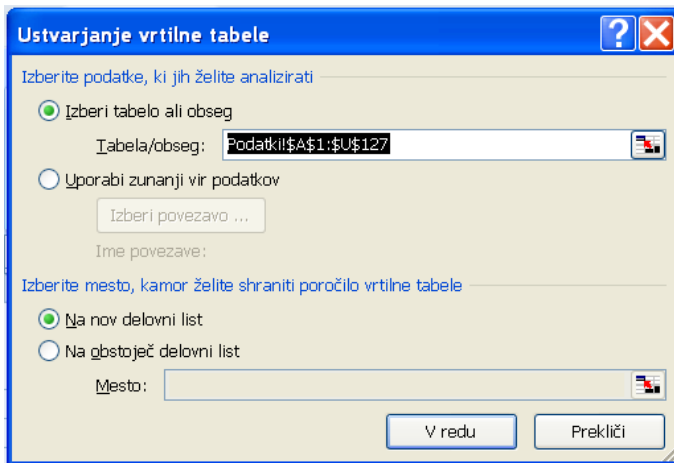 Ustvarjanje vrtilne tabele
?
Izberite podatke, ki jih želite analizirati
Izberi tabelo ali obseg
Tabela/obseg: Podatki!$A$1:$U$127
Uporabi zunanji vir podatkov
Izberi povezavo ...
Ime povezave:
Izberite mesto, kamor želite shraniti poročilo vrtilne tabele
Na nov delovni list
Na obstoječ delovni list
Mesto:
V redu Prekliči